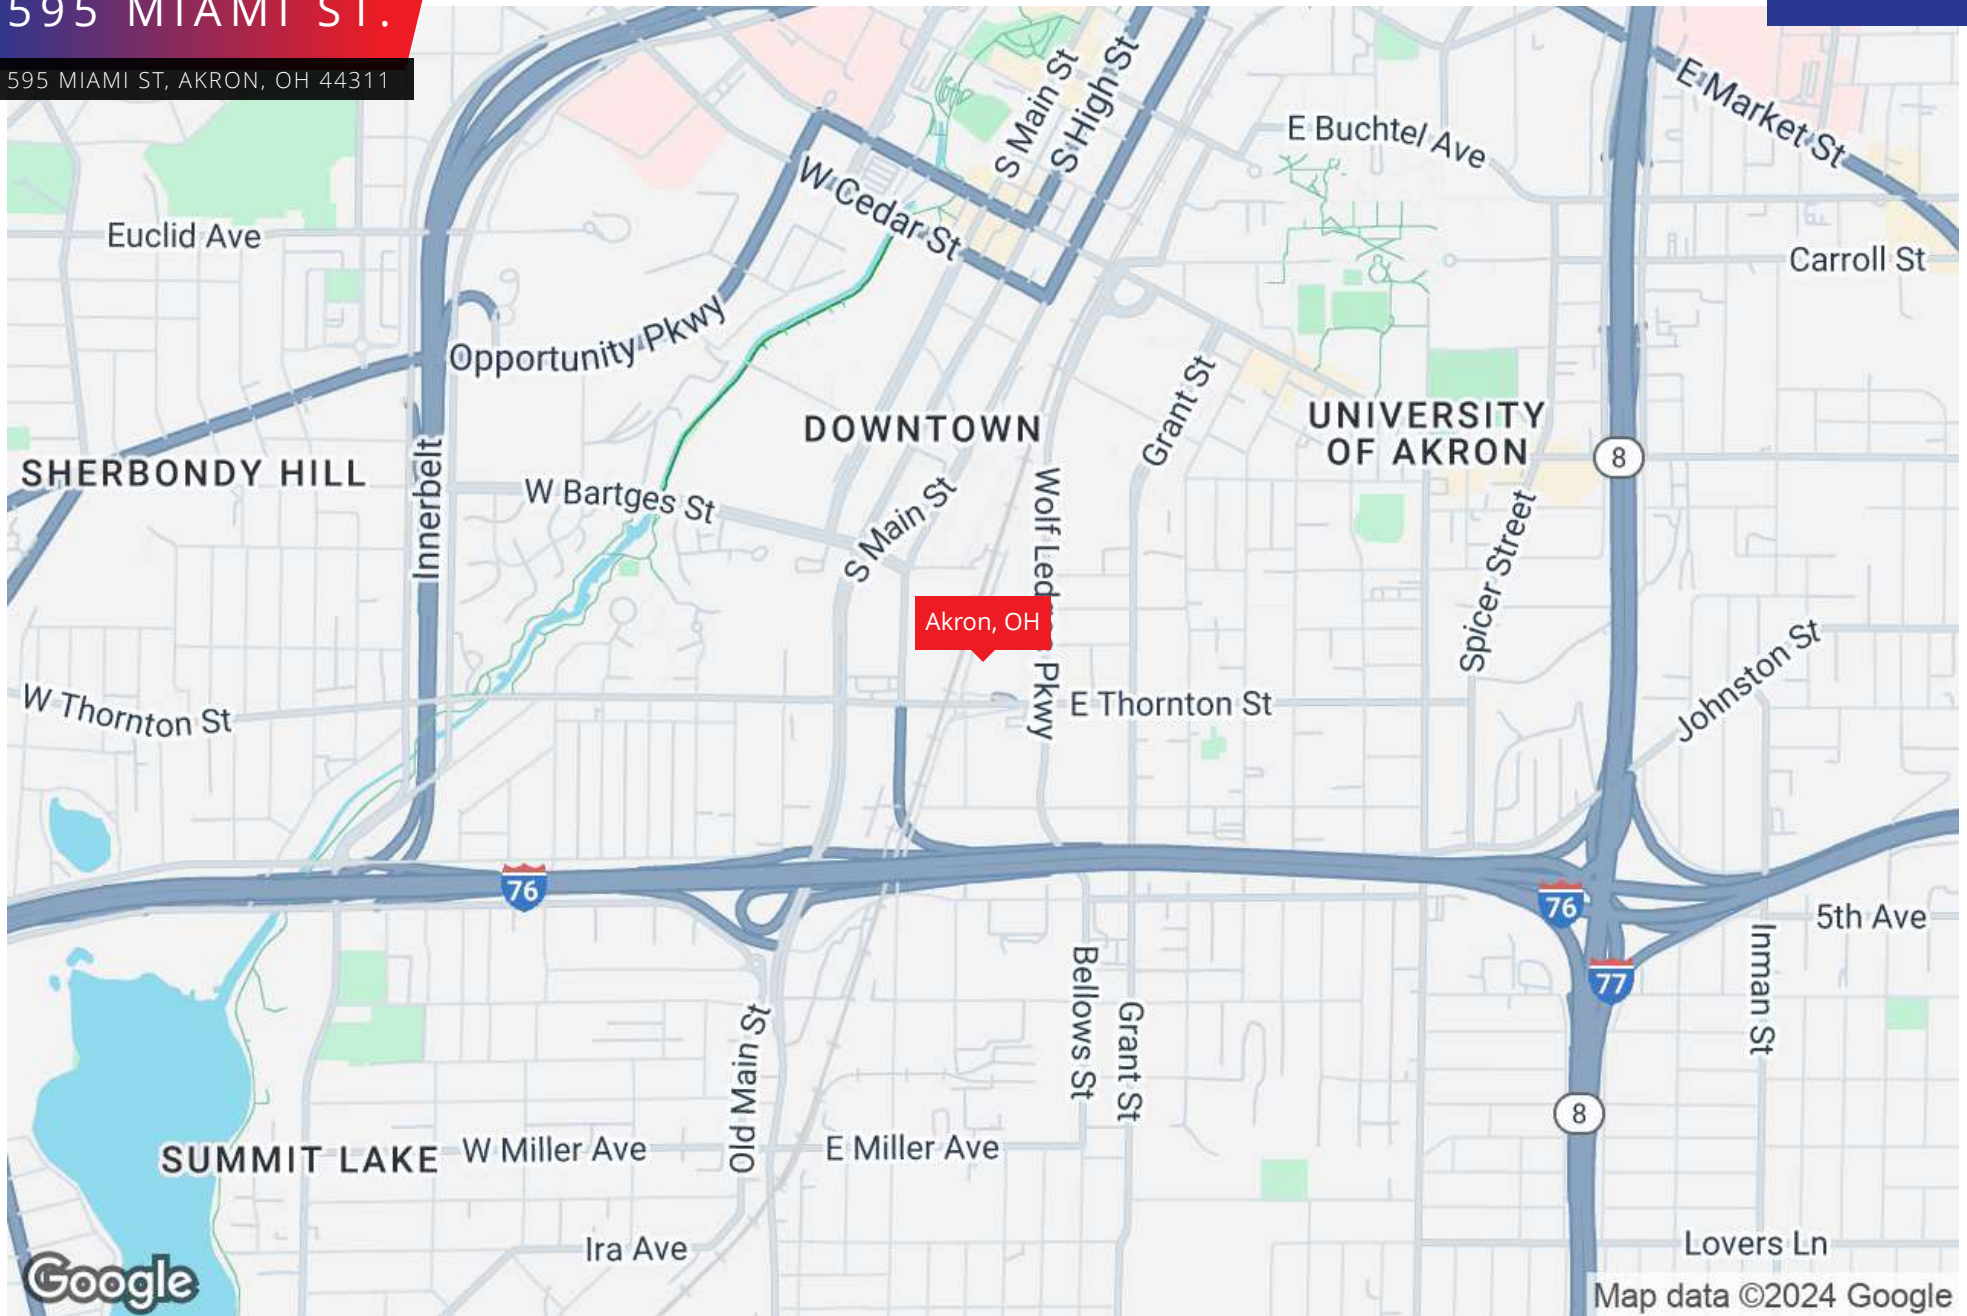 595 MIAMI ST.
595 MIAMI ST, AKRON, OH 44311
S Main St
S High St
E Market St
E Buchtel Ave
W Cedar St
Euclid Ave
Carroll St
Opportunity Pkwy
Grant St
DOWNTOWN
UNIVERSITY
OF AKRON
8
SHERBONDY HILL
Innerbelt
W Bartges St
S Main St
Wolf Led
Pkwy
Spicer Street
Akron, OH
Johnston St
W Thornton St
E Thornton St
76
76
5th Ave
77
Inman St
Bellows St
Grant St
Old Main St
8
SUMMIT LAKE
W Miller Ave
E Miller Ave
Ira Ave
Lovers Ln
Google
Map data ©2024 Google